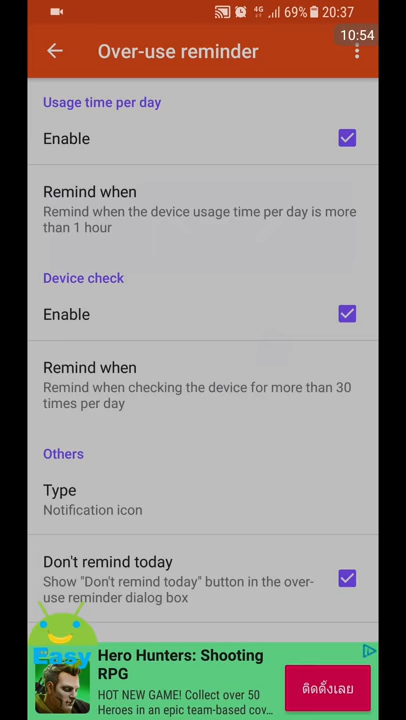 4G 69% 20:37
10:54
Over-use reminder
Usage time per day
Enable
Remind when
Remind when the device usage time per day is more
than 1 hour
Device check
Enable
Remind when
Remind when checking the device for more than 30
times per day
Others
Type
Notification icon
Don't remind today
Show "Don't remind today" button in the over-
use reminder dialog box
Easy
Hero Hunters: Shooting
RPG
HOT NEW GAME! Collect over 50
Heroes in an epic team-based cov…
ติดตั้งเลย